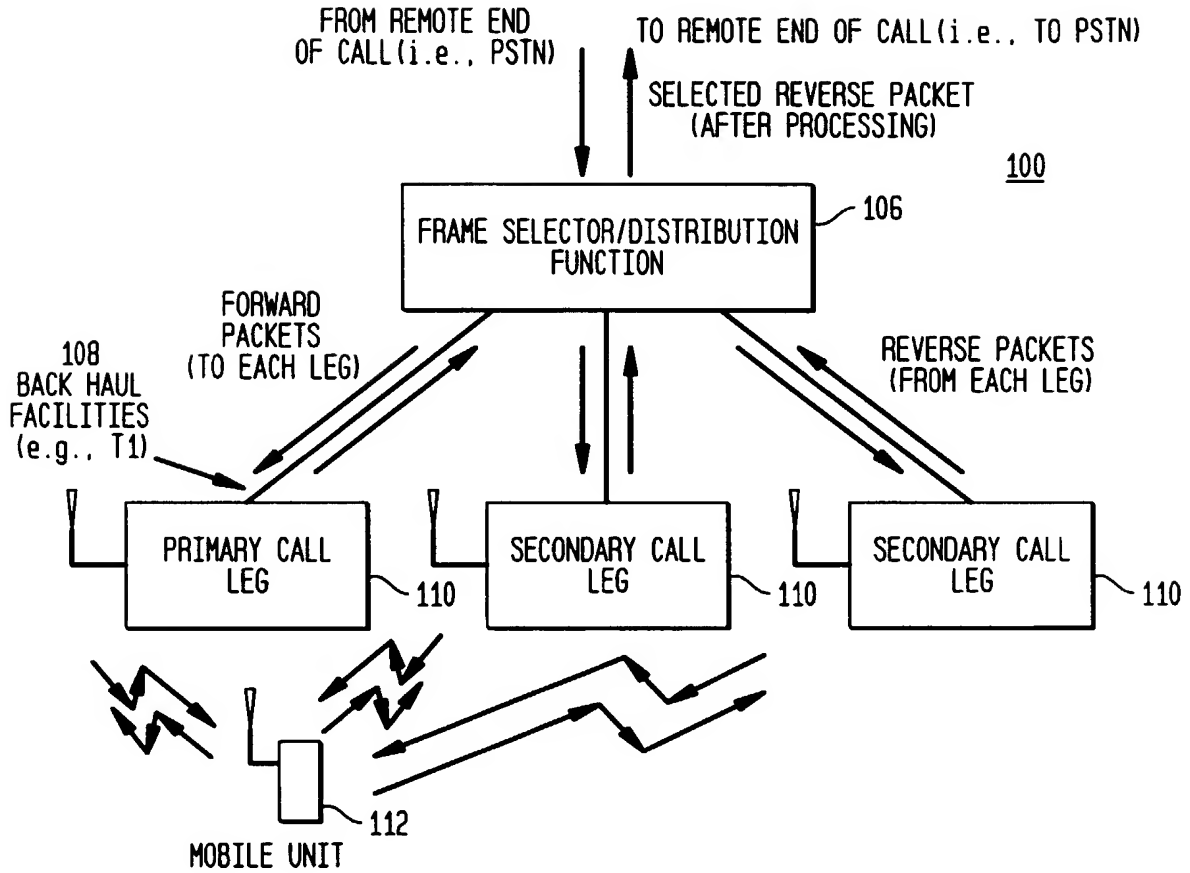 FROM REMOTE END
OF CALL(i.e., PSTN)
TO REMOTE END OF CALL(i.e., TO PSTN)
SELECTED REVERSE PACKET
(AFTER PROCESSING)
100
FRAME SELECTOR/DISTRIBUTION
FUNCTION
106
FORWARD
PACKETS
(TO EACH LEG)
108
BACK HAUL
FACILITIES
(e.g., T1)
REVERSE PACKETS
(FROM EACH LEG)
PRIMARY CALL
LEG
110
SECONDARY CALL
LEG
110
SECONDARY CALL
LEG
110
112
MOBILE UNIT